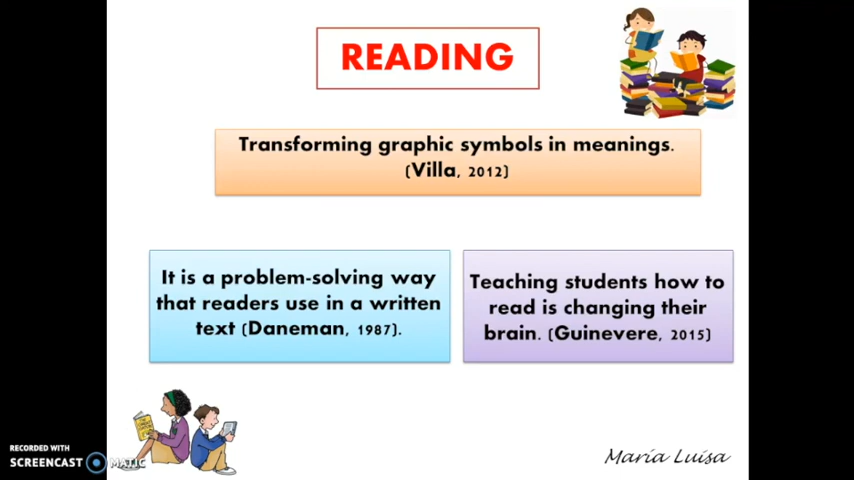 READING
Transforming graphic symbols in meanings.
(Villa, 2012)
It is a problem-solving way
that readers use in a written
text (Daneman, 1987).
Teaching students how to
read is changing their
brain. (Guinevere, 2015)
RECORDED WITH
SCREENCAST MATIC
María Luisa